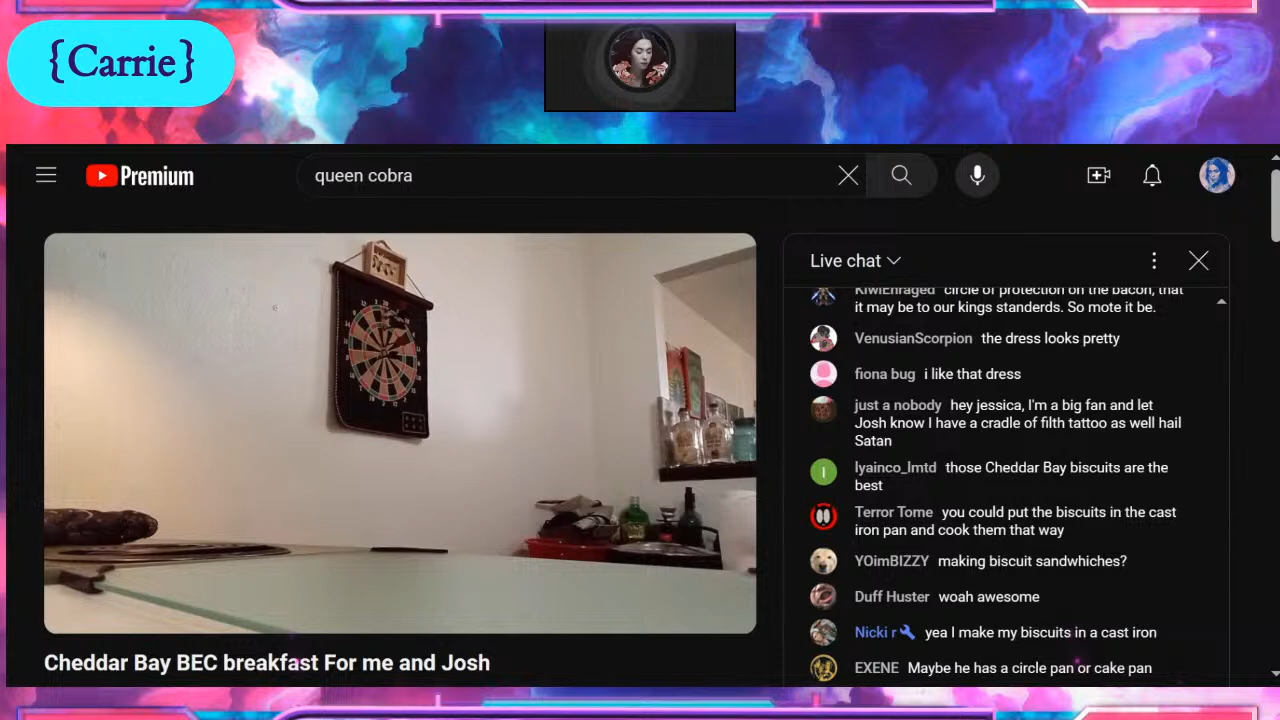 {Carrie}
Premium
queen cobra
Live chat
KiwiEnraged circle of protection on the bacon, that
it may be to our kings standerds. So mote it be.
VenusianScorpion the dress looks pretty
fiona bug i like that dress
just a nobody hey jessica, I'm a big fan and let
Josh know I have a cradle of filth tattoo as well hail
Satan
I
lyainco_lmtd those Cheddar Bay biscuits are the
best
Terror Tome you could put the biscuits in the cast
iron pan and cook them that way
YOimBIZZY making biscuit sandwhiches?
Duff Huster woah awesome
Nicki r yea I make my biscuits in a cast iron
EXENE Maybe he has a circle pan or cake pan
Cheddar Bay BEC breakfast For me and Josh